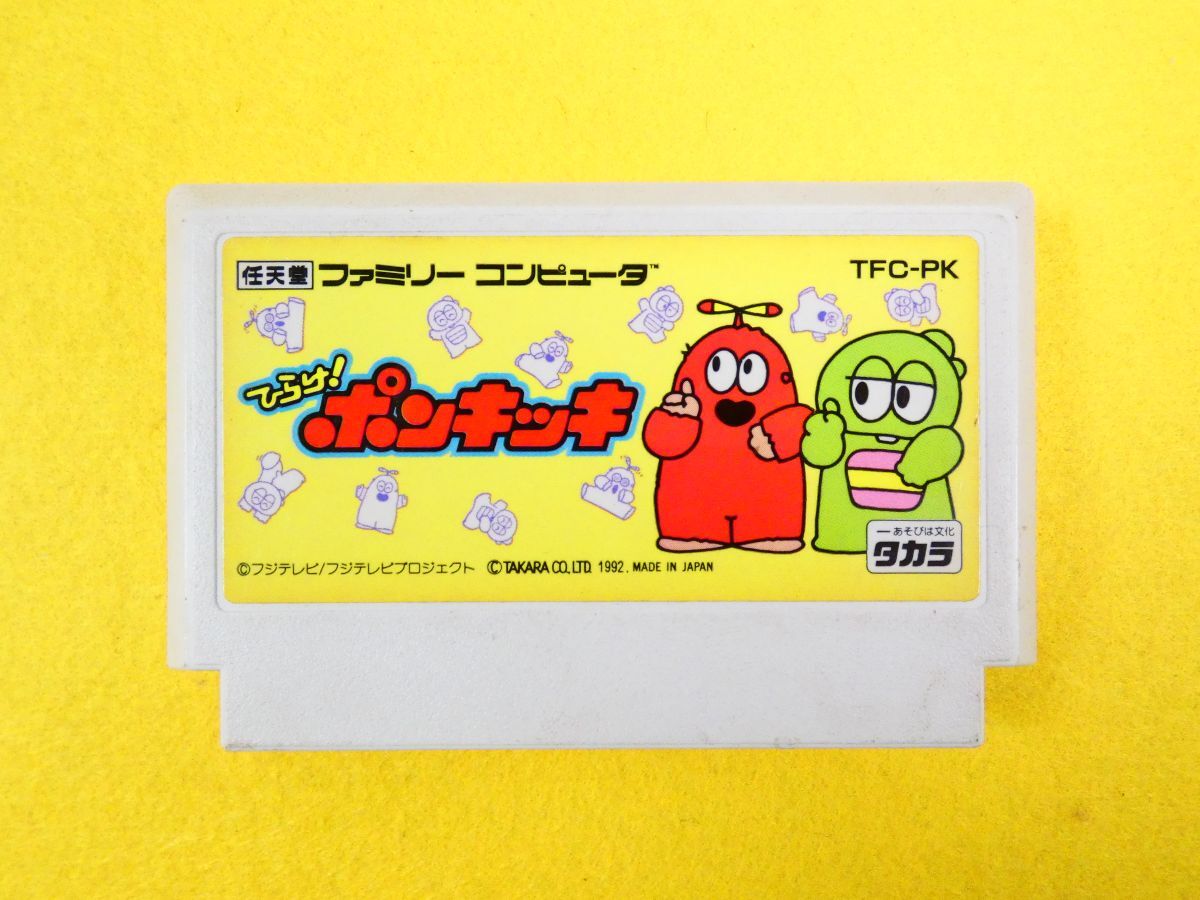 任天堂 ファミリー コンピュータ™ TFC-PK
ひらけ!
ポンキッキ
ーあそびは文化
タカラ
©フジテレビ/フジテレビプロジェクト ©TAKARA CO.,LTD. 1992. MADE IN JAPAN